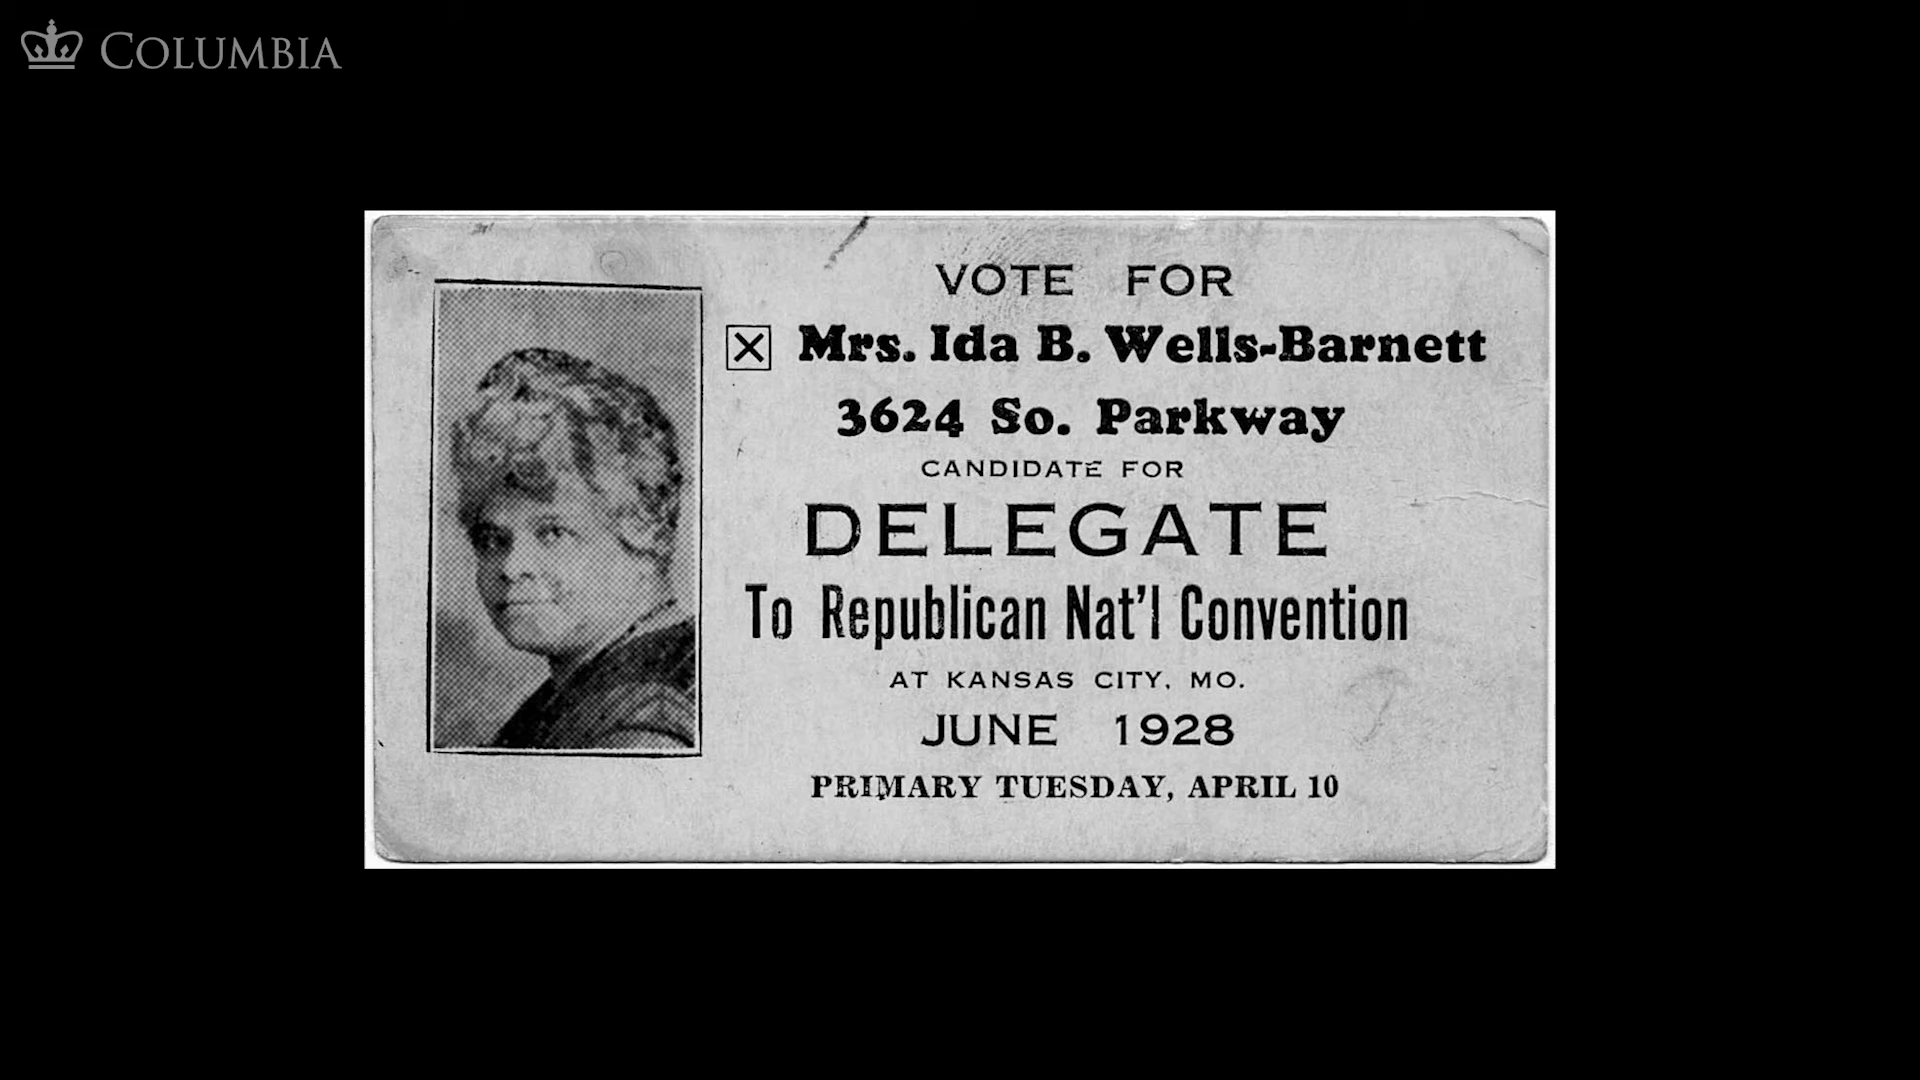 COLUMBIA
VOTE FOR
Mrs. Ida B. Wells-Barnett
3624 So. Parkway
CANDIDATE FOR
DELEGATE
To Republican Nat'l Convention
AT KANSAS CITY, MO.
JUNE 1928
PRIMARY TUESDAY, APRIL 10